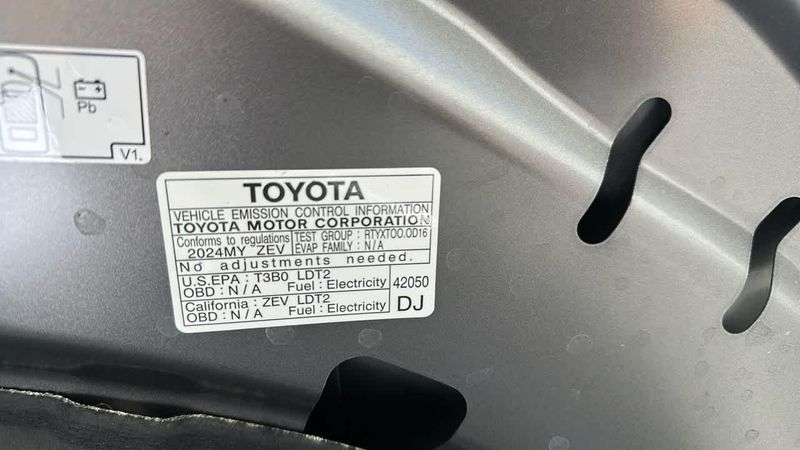 Pb
V1.
TOYOTA
VEHICLE EMISSION CONTROL INFORMATION
TOYOTA MOTOR CORPORATION
Conforms to regulations
2024MY ZEV
TEST GROUP : RTYXT00.0D16
EVAP FAMILY : N/A
No adjustments needed.
U.S.EPA : T3B0 LDT2
OBD : N/A Fuel : Electricity
California : ZEV LDT2
OBD : N/A Fuel : Electricity
42050
DJ